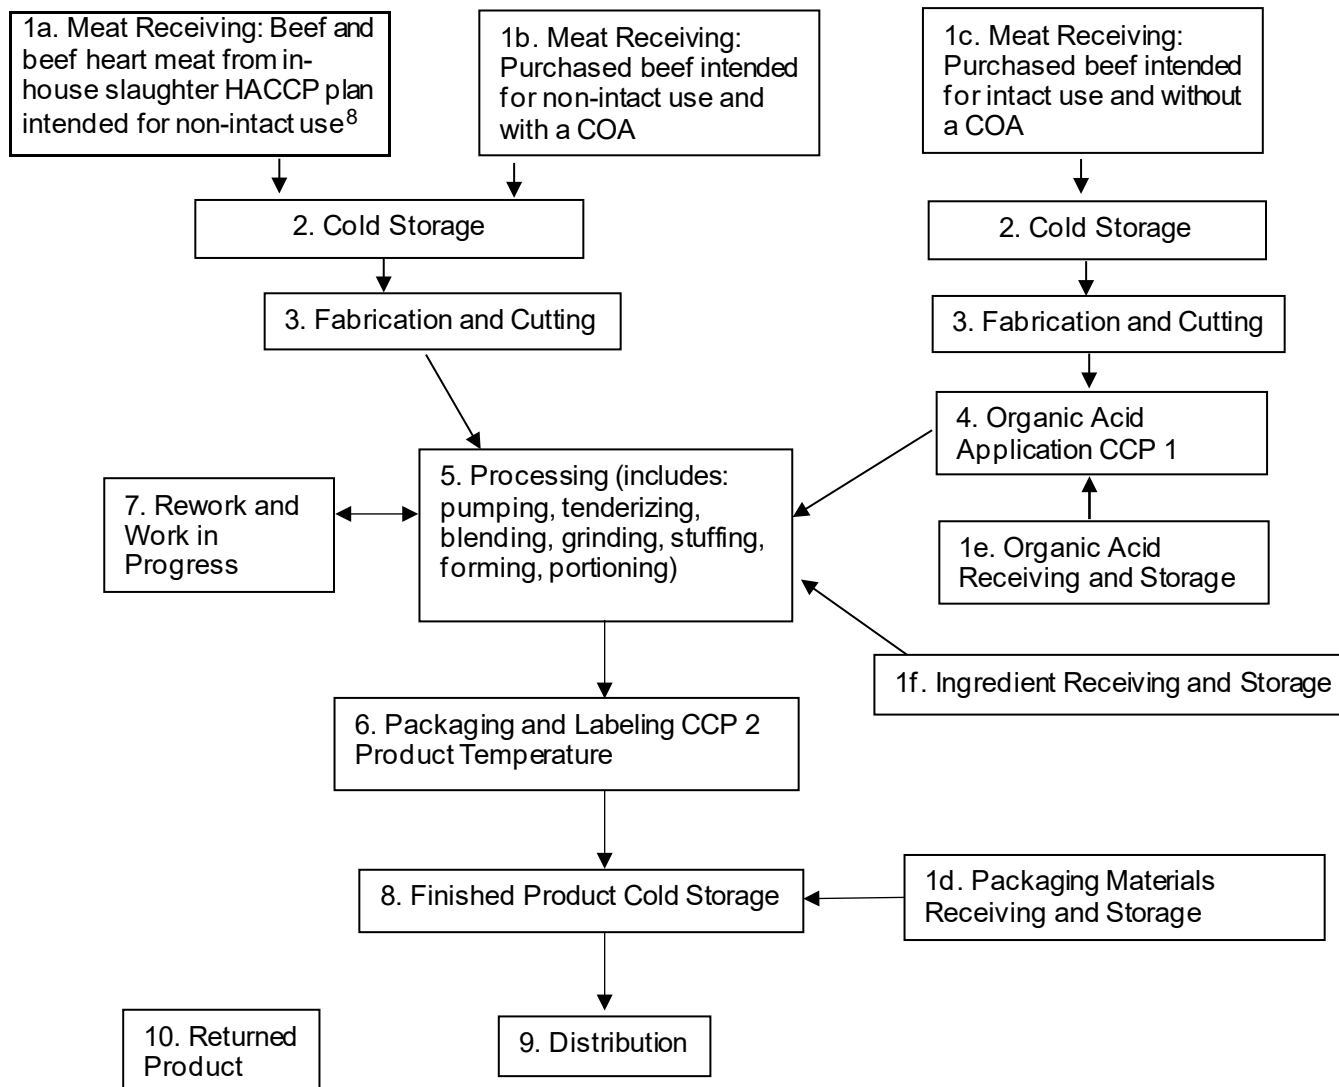 1a. Meat Receiving: Beef and
beef heart meat from in-
house slaughter HACCP plan
intended for non-intact use8
1b. Meat Receiving:
Purchased beef intended
for non-intact use and
with a COA
1c. Meat Receiving:
Purchased beef intended
for intact use and without
a COA
2. Cold Storage
2. Cold Storage
3. Fabrication and Cutting
3. Fabrication and Cutting
4. Organic Acid
Application CCP 1
5. Processing (includes:
pumping, tenderizing,
blending, grinding, stuffing,
forming, portioning)
7. Rework and
Work in
Progress
1e. Organic Acid
Receiving and Storage
1f. Ingredient Receiving and Storage
6. Packaging and Labeling CCP 2
Product Temperature
8. Finished Product Cold Storage
1d. Packaging Materials
Receiving and Storage
10. Returned
Product
9. Distribution